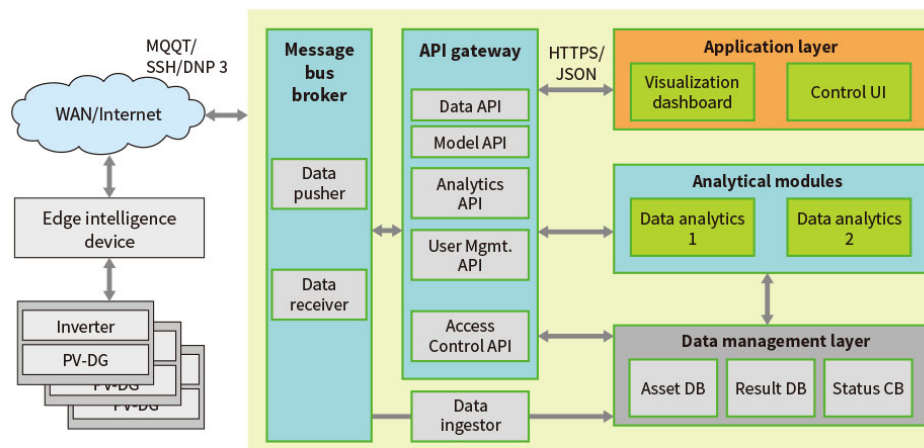 MQQT/
SSH/DNP 3
WAN/Internet
Edge intelligence
device
Inverter
PV-DG
PV-DG
PV-DG
Message
bus
broker
Data
pusher
Data
receiver
API gateway
Data API
Model API
Analytics
API
User Mgmt.
API
Access
Control API
Data
ingestor
HTTPS/
JSON
Application layer
Visualization
dashboard
Control UI
Analytical modules
Data analytics
1
Data analytics
2
Data management layer
Asset DB
Result DB
Status CB